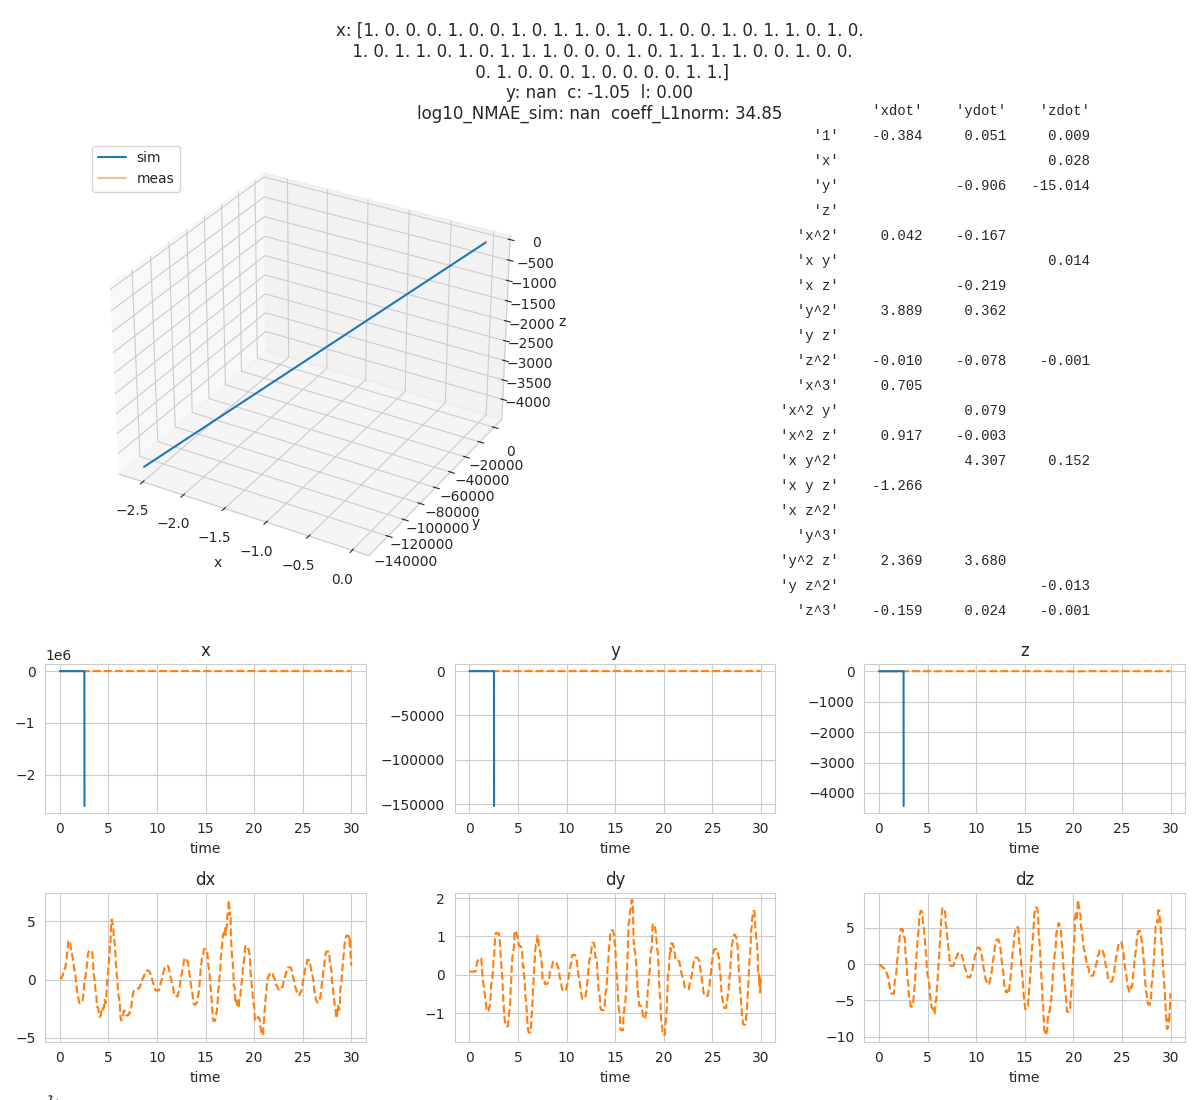 x: [1. 0. 0. 0. 1. 0. 0. 1. 0. 1. 1. 0. 1. 0. 1. 0. 0. 1. 0. 1. 1. 0. 1. 0.
1. 0. 1. 1. 0. 1. 0. 1. 1. 1. 0. 0. 0. 1. 0. 1. 1. 1. 1. 0. 0. 1. 0. 0.
0. 1. 0. 0. 0. 1. 0. 0. 0. 0. 1. 1.]
y: nan c: -1.05 l: 0.00
log10_NMAE_sim: nan coeff_L1norm: 34.85
'xdot' 'ydot' 'zdot'
'1' -0.384 0.051 0.009
'x' 0.028
'y' -0.906 -15.014
'z'
'x^2' 0.042 -0.167
'x y' 0.014
'x z' -0.219
'y^2' 3.889 0.362
'y z'
'z^2' -0.010 -0.078 -0.001
'x^3' 0.705
'x^2 y' 0.079
'x^2 z' 0.917 -0.003
'x y^2' 4.307 0.152
'x y z' -1.266
'x z^2'
'y^3'
'y^2 z' 2.369 3.680
'y z^2' -0.013
'z^3' -0.159 0.024 -0.001
sim
meas
0
−500
−1000
−1500
−2000
−2500
−3000
−3500
−4000
z
0
−20000
−40000
−60000
−80000
−100000
−120000
−140000
y
−2.5
−2.0
−1.5
−1.0
−0.5
0.0
x
x
1e6
0
−1
−2
0 5 10 15 20 25 30
time
y
0
−50000
−100000
−150000
0 5 10 15 20 25 30
time
z
0
−1000
−2000
−3000
−4000
0 5 10 15 20 25 30
time
dx
5
0
−5
0 5 10 15 20 25 30
time
dy
2
1
0
−1
0 5 10 15 20 25 30
time
dz
5
0
−5
−10
0 5 10 15 20 25 30
time